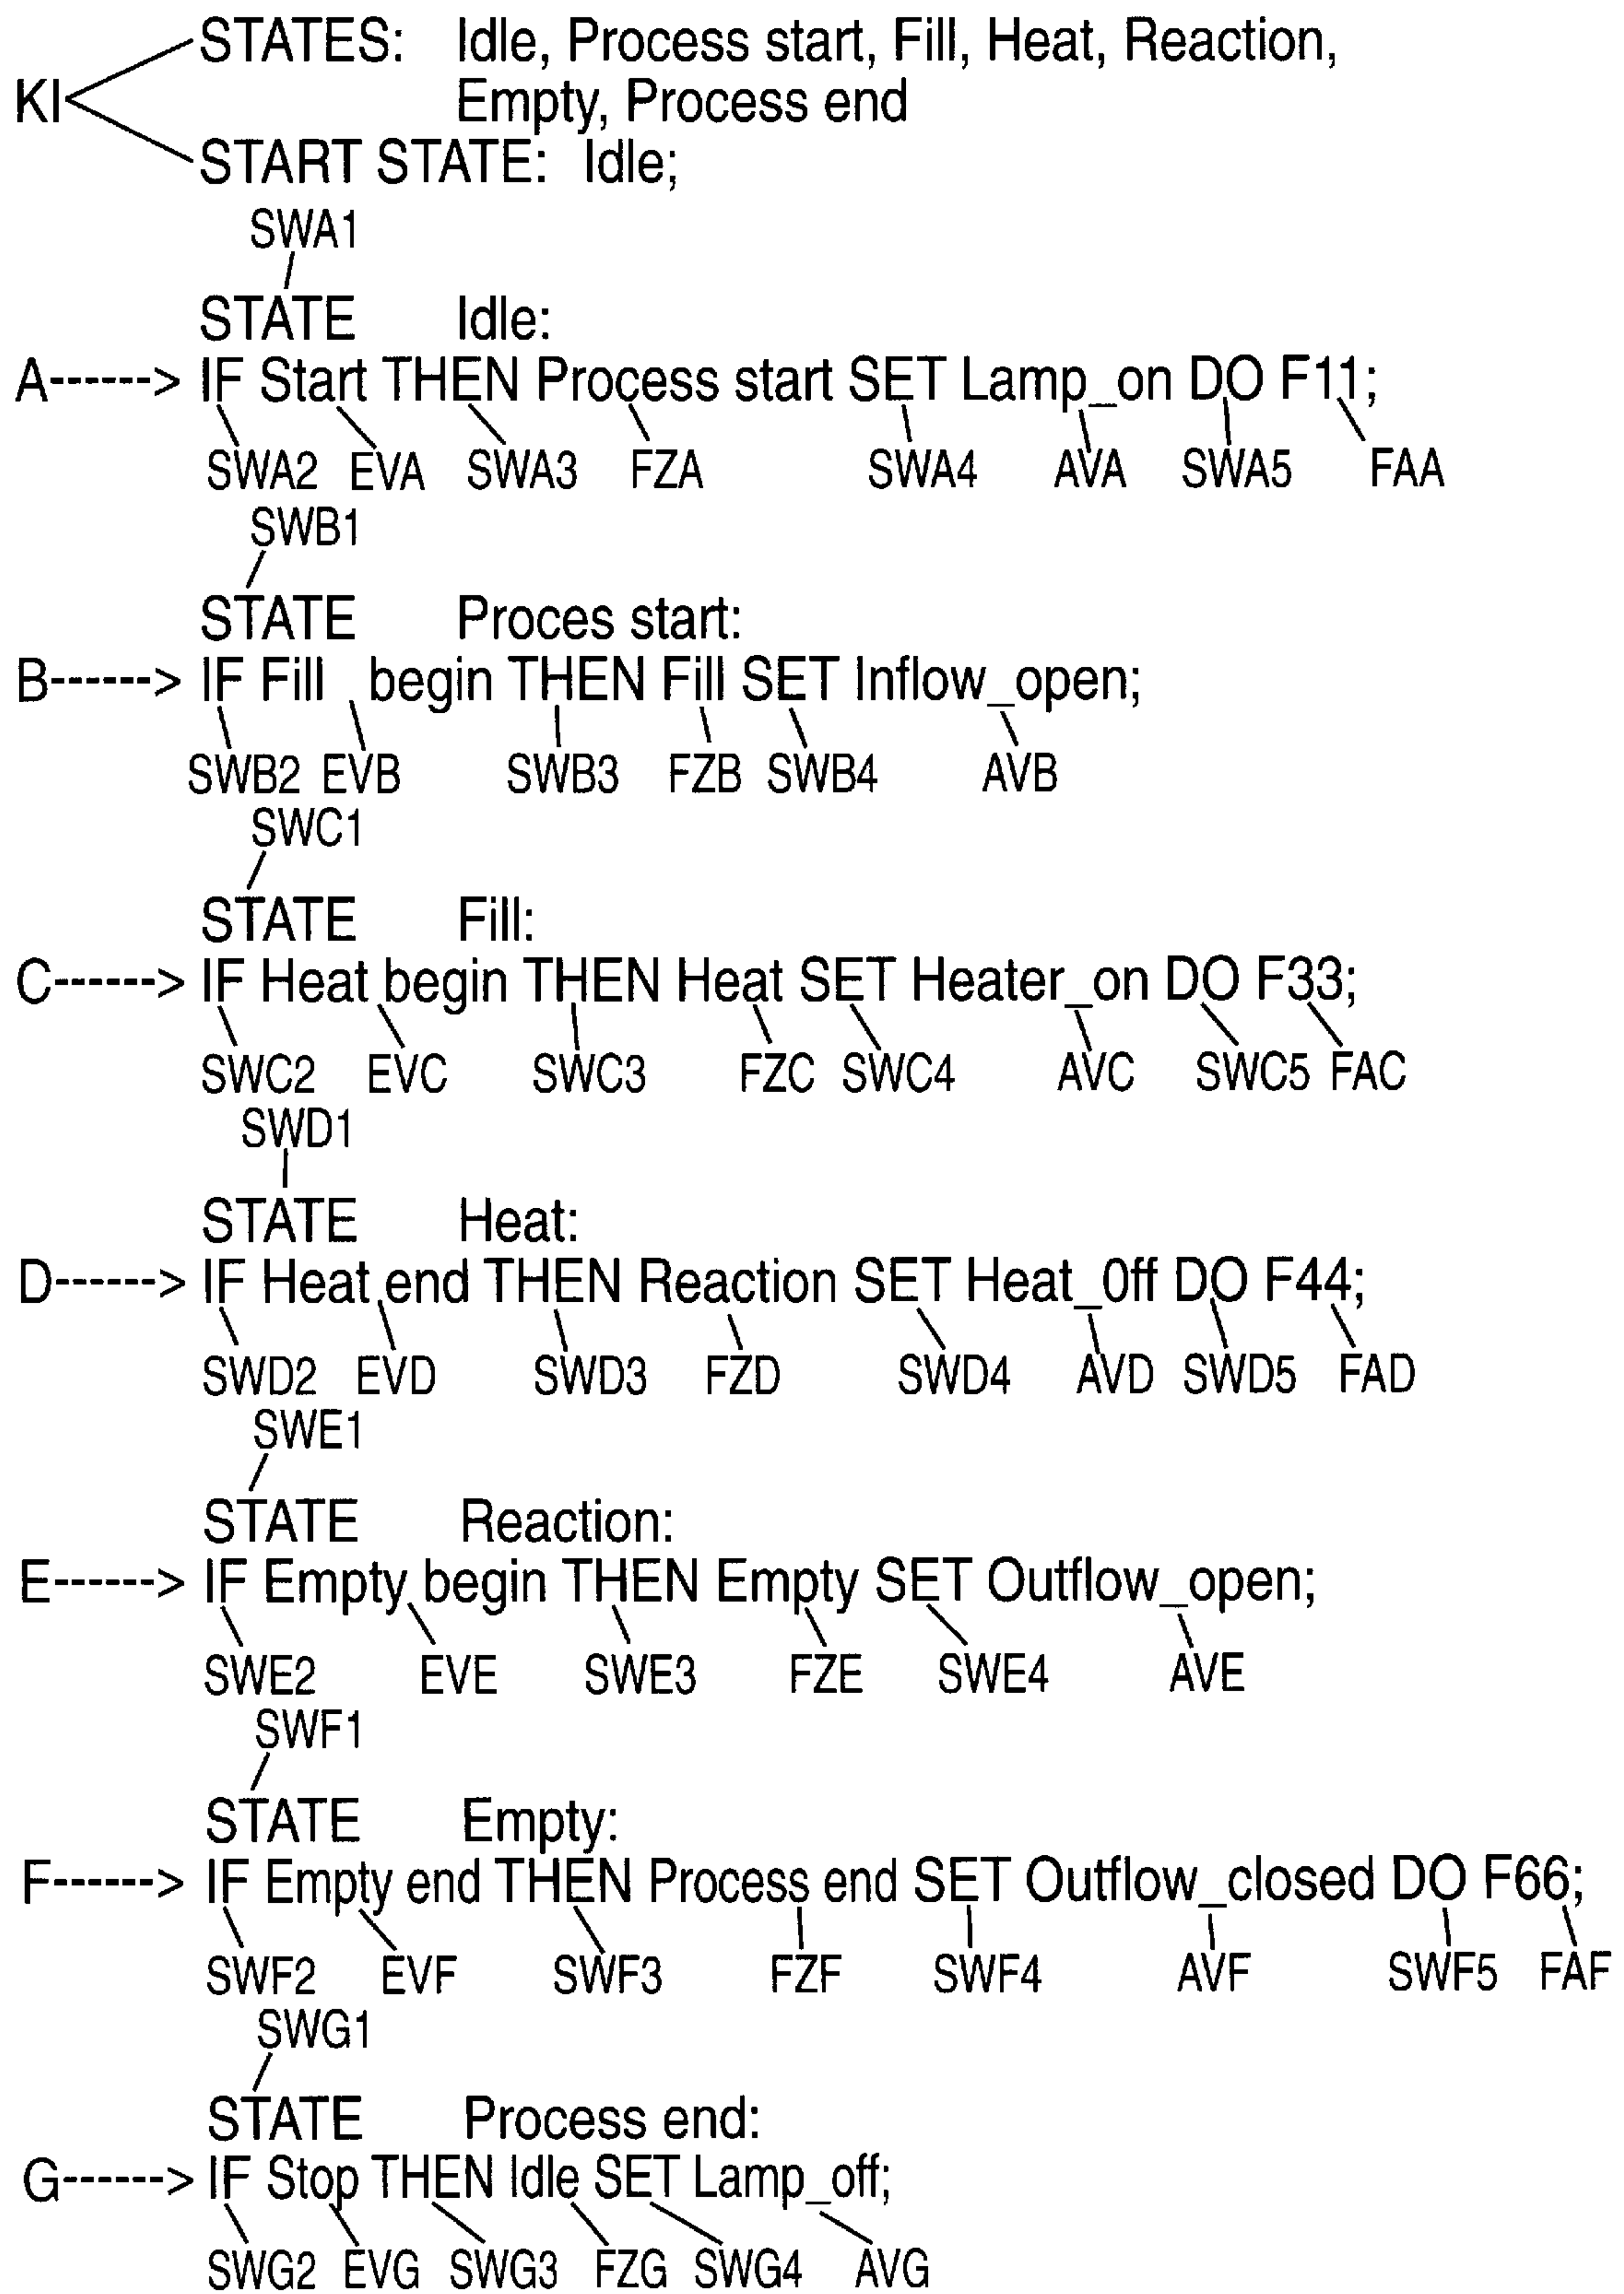 STATES: Idle, Process start, Fill, Heat, Reaction,
KI Empty, Process end
START STATE: Idle;
SWA1
STATE Idle:
A------> IF Start THEN Process start SET Lamp_on DO F11;
SWA2 EVA SWA3 FZA SWA4 AVA SWA5 FAA
SWB1
STATE Proces start:
B------> IF Fill begin THEN Fill SET Inflow_open;
SWB2 EVB SWB3 FZB SWB4 AVB
SWC1
STATE Fill:
C------> IF Heat begin THEN Heat SET Heater_on DO F33;
SWC2 EVC SWC3 FZC SWC4 AVC SWC5 FAC
SWD1
STATE Heat:
D------> IF Heat end THEN Reaction SET Heat_0ff DO F44;
SWD2 EVD SWD3 FZD SWD4 AVD SWD5 FAD
SWE1
STATE Reaction:
E------> IF Empty begin THEN Empty SET Outflow_open;
SWE2 EVE SWE3 FZE SWE4 AVE
SWF1
STATE Empty:
F------> IF Empty end THEN Process end SET Outflow_closed DO F66;
SWF2 EVF SWF3 FZF SWF4 AVF SWF5 FAF
SWG1
STATE Process end:
G------> IF Stop THEN Idle SET Lamp_off;
SWG2 EVG SWG3 FZG SWG4 AVG